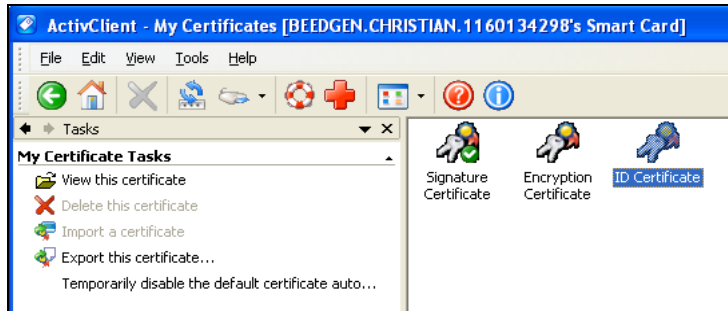 ActivClient - My Certificates [BEEDGEN.CHRISTIAN.1160134298's Smart Card]
File Edit View Tools Help
Tasks
My Certificate Tasks
View this certificate
Delete this certificate
Import a certificate
Export this certificate...
Temporarily disable the default certificate auto...
Signature
Certificate
Encryption
Certificate
ID Certificate